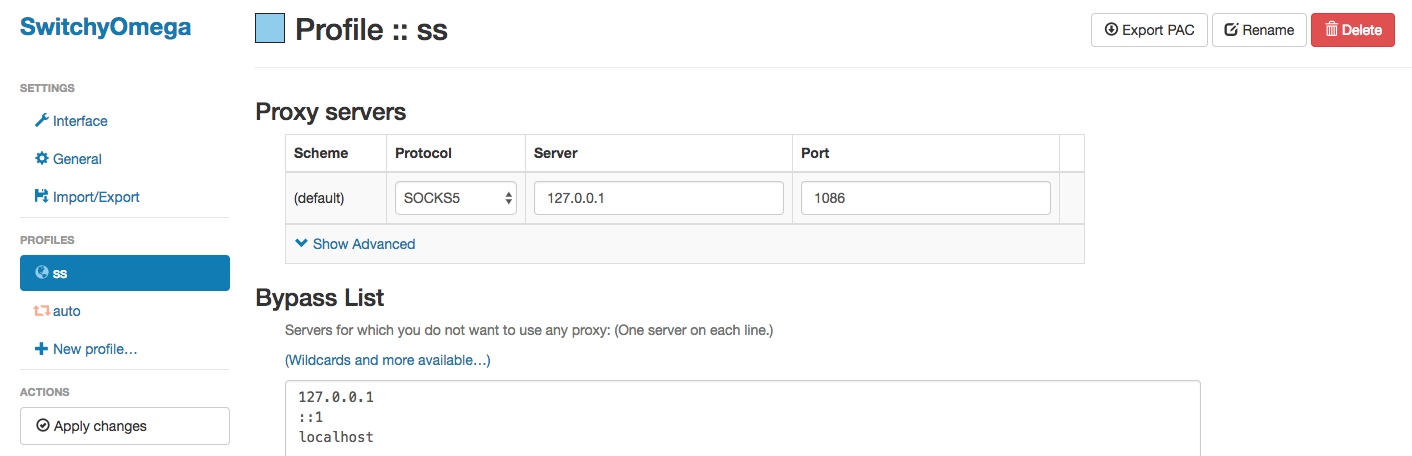 SwitchyOmega
SETTINGS
Interface
General
Import/Export
PROFILES
ss
auto
New profile…
ACTIONS
Apply changes
Profile :: ss
Export PAC
Rename
Delete
Proxy servers
Scheme Protocol Server Port
(default) SOCKS5 127.0.0.1 1086
Show Advanced
Bypass List
Servers for which you do not want to use any proxy: (One server on each line.)
(Wildcards and more available…)
127.0.0.1
::1
localhost